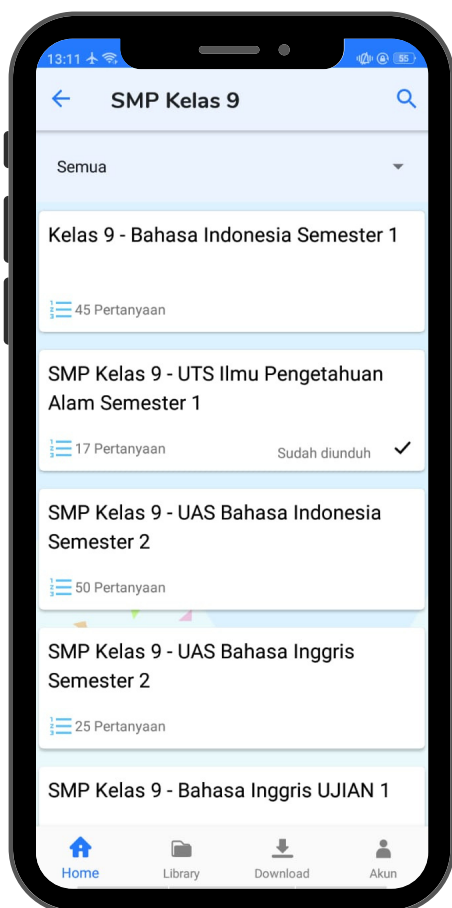 13:11
55
SMP Kelas 9
Semua
Kelas 9 - Bahasa Indonesia Semester 1
45 Pertanyaan
SMP Kelas 9 - UTS Ilmu Pengetahuan
Alam Semester 1
17 Pertanyaan
Sudah diunduh
SMP Kelas 9 - UAS Bahasa Indonesia
Semester 2
50 Pertanyaan
SMP Kelas 9 - UAS Bahasa Inggris
Semester 2
25 Pertanyaan
SMP Kelas 9 - Bahasa Inggris UJIAN 1
Home
Library
Download
Akun